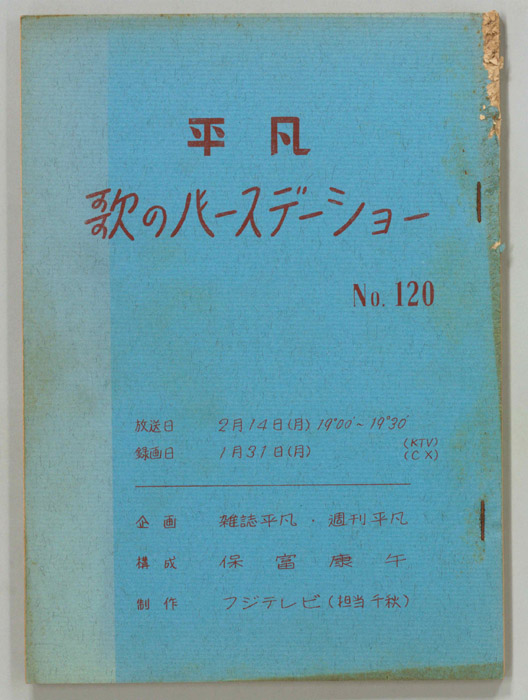 平凡
歌のバースデーショー
No. 120
放送日 2月14日(月) 19°00'~19°30'
録画日 1月31日(月) (KTV)
(CX)
企画 雑誌平凡・週刊平凡
構成 保富康午
制作 フジテレビ(担当千秋)